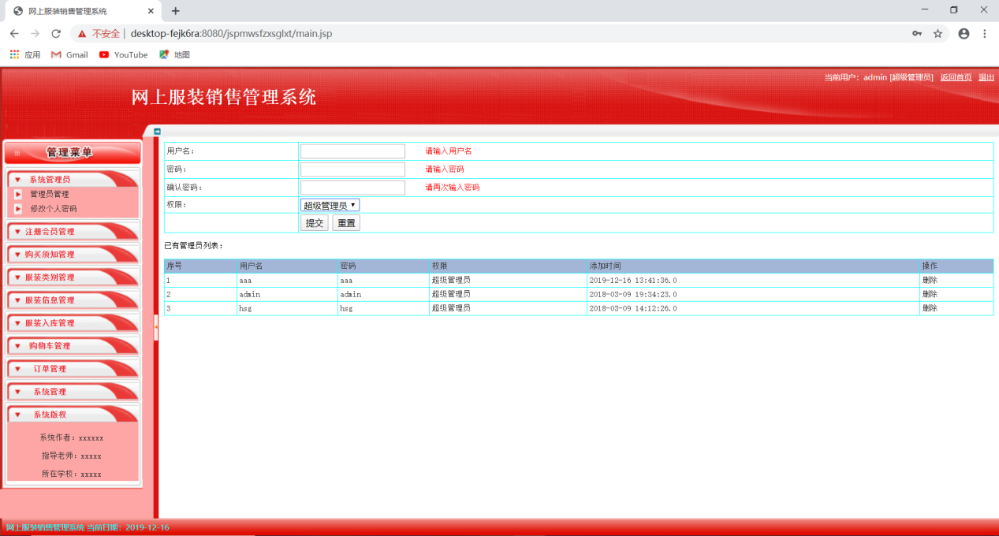 网上服装销售管理系统
不安全 | desktop-fejk6ra:8080/jspmwsfzxsglxt/main.jsp
应用 Gmail YouTube 地图
当前用户：admin [超级管理员] 返回首页 退出
网上服装销售管理系统
管理菜单
系统管理员
管理员管理
修改个人密码
注册会员管理
购买须知管理
服装类别管理
服装信息管理
服装入库管理
购物车管理
订单管理
系统管理
系统版权
系统作者：xxxxxx
指导老师：xxxxx
所在学校：xxxxx
用户名： 请输入用户名
密码： 请输入密码
确认密码： 请再次输入密码
权限： 超级管理员
提交 重置
已有管理员列表：
序号 用户名 密码 权限 添加时间 操作
1 aaa aaa 超级管理员 2019-12-16 13:41:36.0 删除
2 admin admin 超级管理员 2018-03-09 19:34:23.0 删除
3 hsg hsg 超级管理员 2018-03-09 14:12:26.0 删除
网上服装销售管理系统 当前日期：2019-12-16